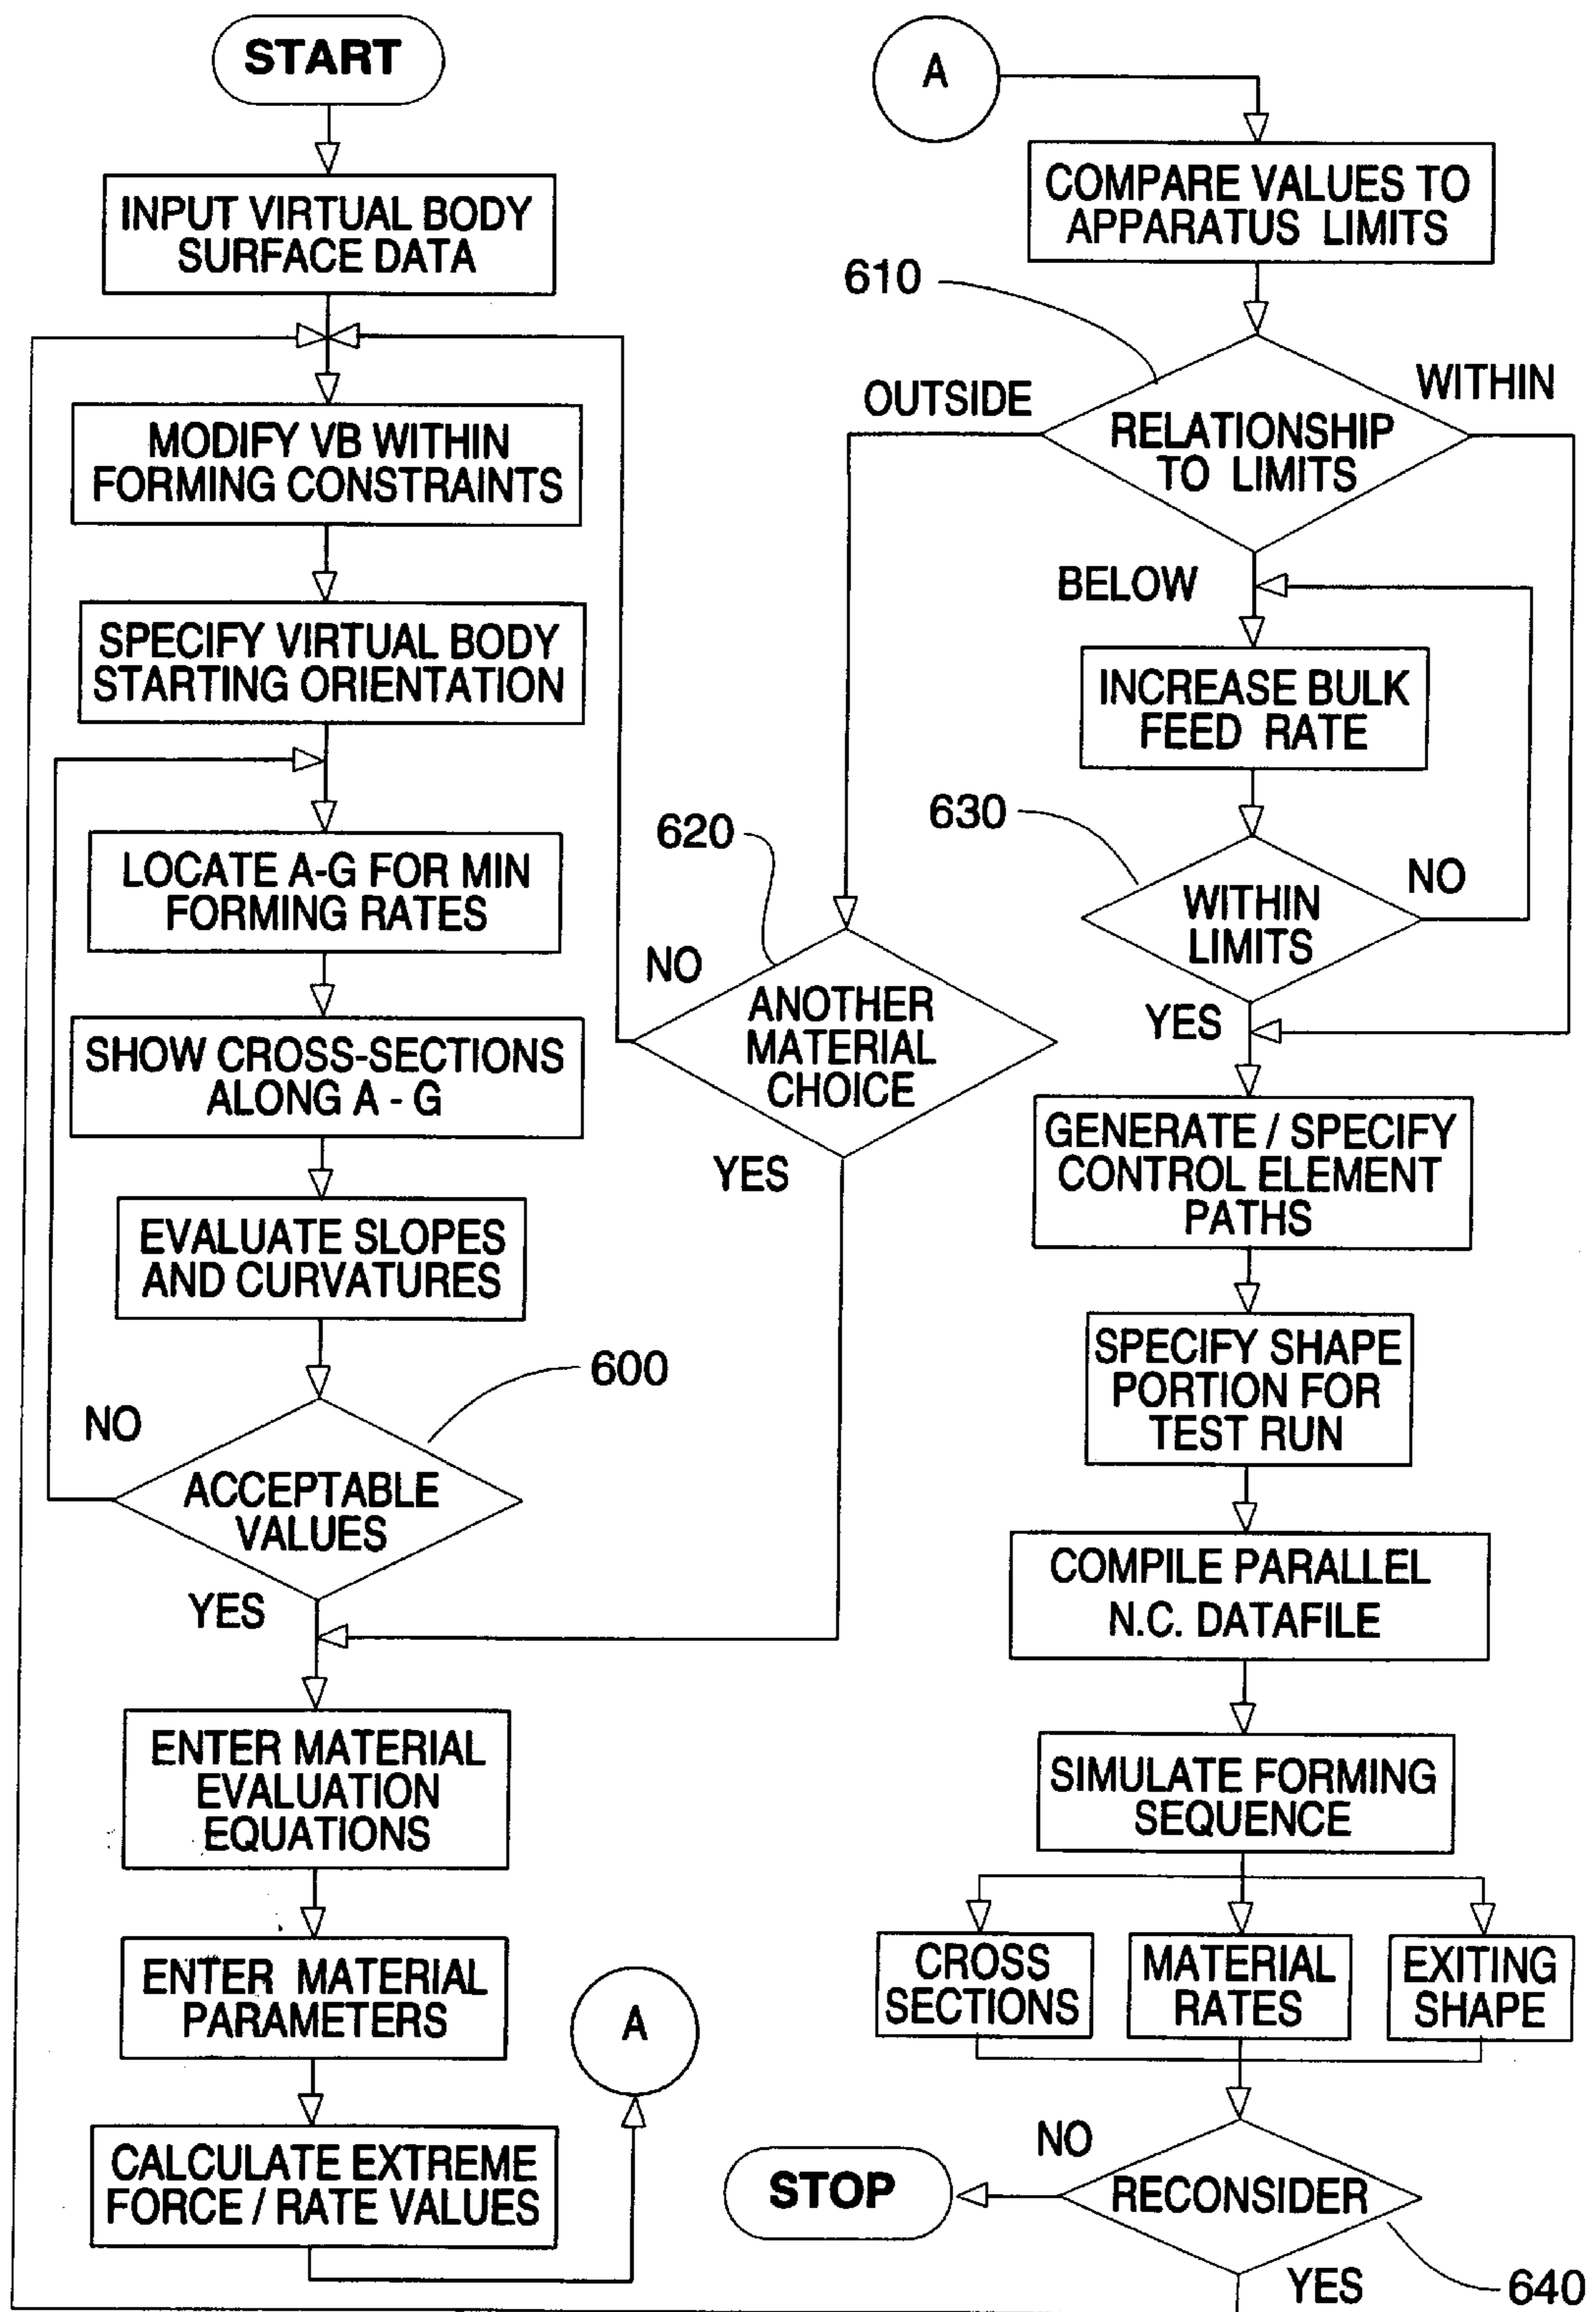 START
INPUT VIRTUAL BODY
SURFACE DATA
MODIFY VB WITHIN
FORMING CONSTRAINTS
SPECIFY VIRTUAL BODY
STARTING ORIENTATION
LOCATE A-G FOR MIN
FORMING RATES
SHOW CROSS-SECTIONS
ALONG A - G
EVALUATE SLOPES
AND CURVATURES
600
NO
ACCEPTABLE
VALUES
YES
ENTER MATERIAL
EVALUATION
EQUATIONS
ENTER MATERIAL
PARAMETERS
CALCULATE EXTREME
FORCE / RATE VALUES
A
A
COMPARE VALUES TO
APPARATUS LIMITS
610
OUTSIDE
WITHIN
RELATIONSHIP
TO LIMITS
BELOW
INCREASE BULK
FEED RATE
620
630
NO
WITHIN
LIMITS
NO
ANOTHER
MATERIAL
CHOICE
YES
YES
GENERATE / SPECIFY
CONTROL ELEMENT
PATHS
SPECIFY SHAPE
PORTION FOR
TEST RUN
COMPILE PARALLEL
N.C. DATAFILE
SIMULATE FORMING
SEQUENCE
CROSS
SECTIONS
MATERIAL
RATES
EXITING
SHAPE
NO
STOP
RECONSIDER
YES
640